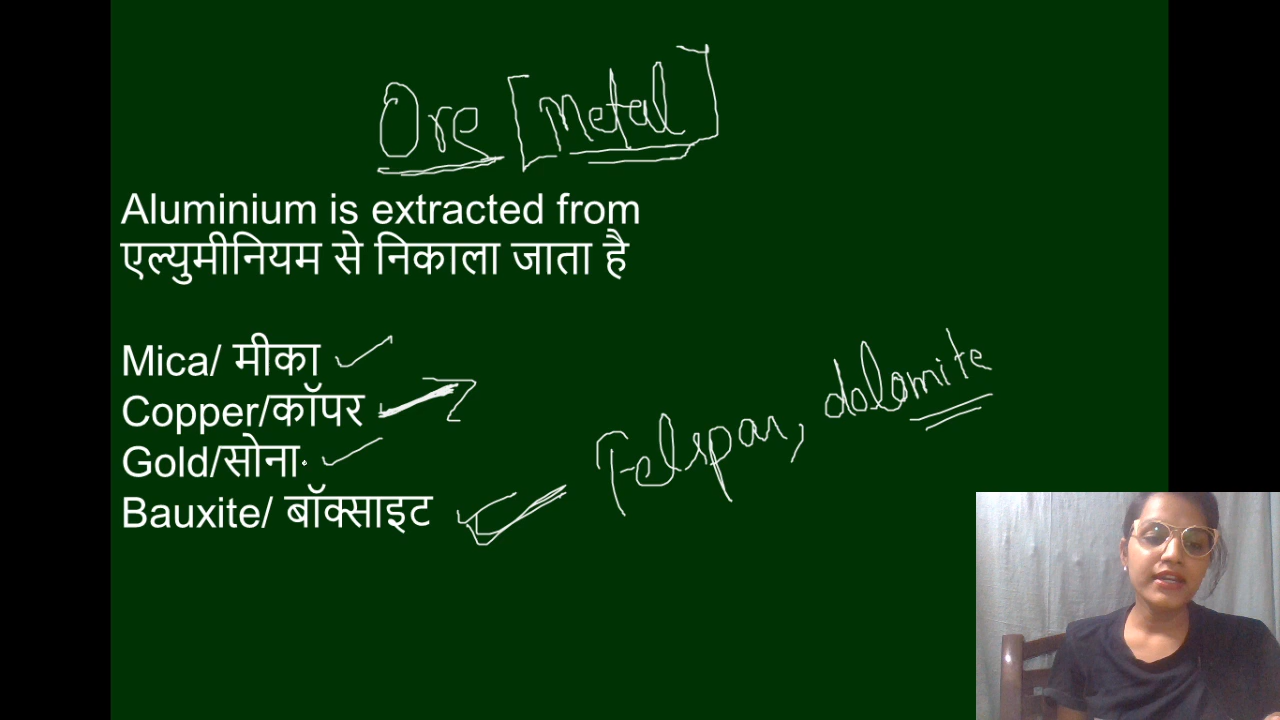 Ore [Metal]
Aluminium is extracted from
एल्युमीनियम से निकाला जाता है
Mica/ मीका
Copper/कॉपर
Gold/सोना
Bauxite/ बॉक्साइट
Felspar, dolomite